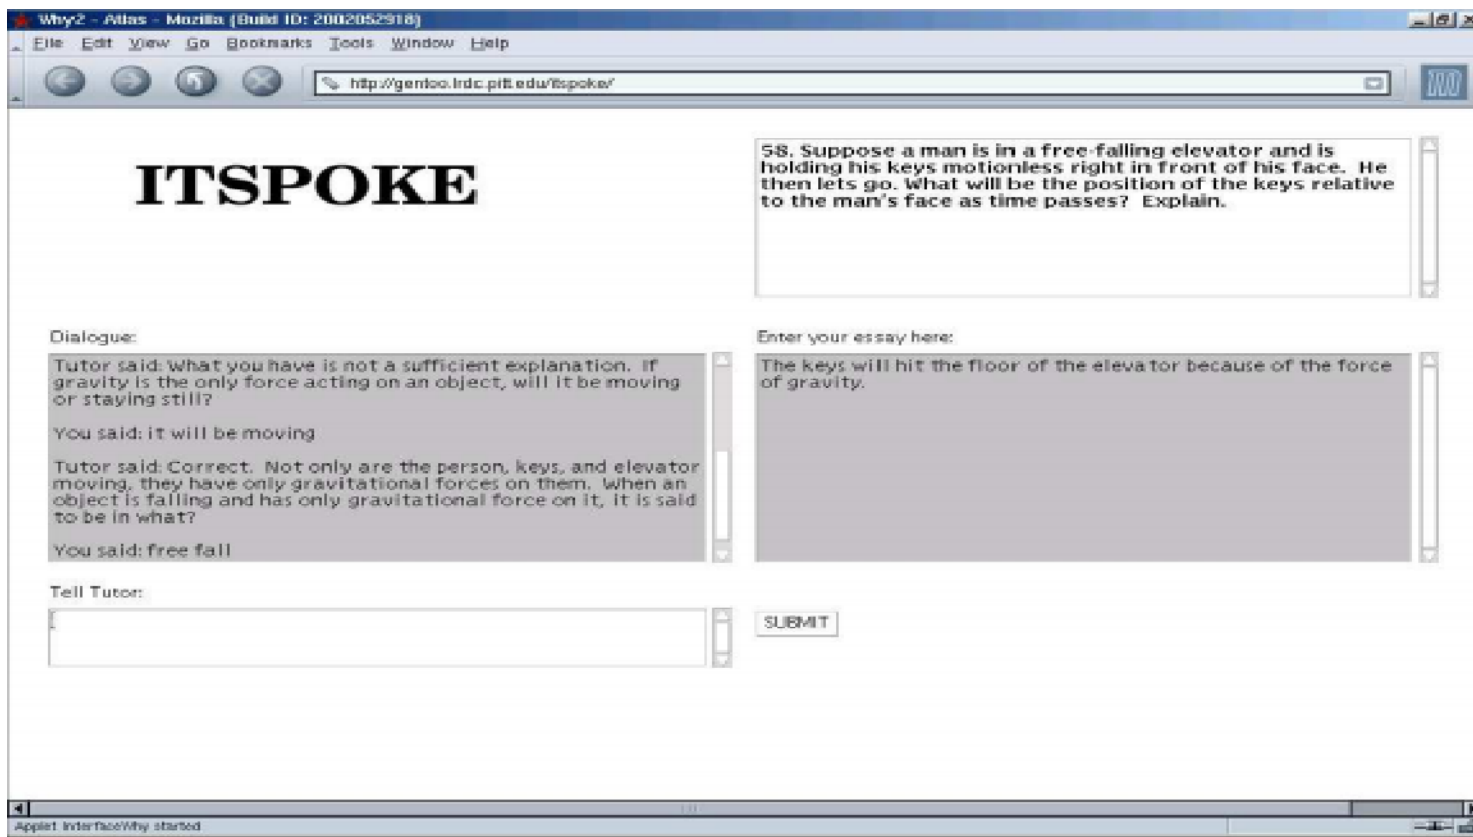 Why2 - Atlas - Mozilla {Build ID: 2002052918}
File Edit View Go Bookmarks Tools Window Help
http://gentoo.lrdc.pitt.edu/itspoke/
ITSPOKE
58. Suppose a man is in a free-falling elevator and is
holding his keys motionless right in front of his face. He
then lets go. What will be the position of the keys relative
to the man's face as time passes? Explain.
Dialogue:
Tutor said: What you have is not a sufficient explanation. If
gravity is the only force acting on an object, will it be moving
or staying still?
You said: it will be moving
Tutor said: Correct. Not only are the person, keys, and elevator
moving, they have only gravitational forces on them. When an
object is falling and has only gravitational force on it, it is said
to be in what?
You said: free fall
Enter your essay here:
The keys will hit the floor of the elevator because of the force
of gravity.
Tell Tutor:
SUBMIT
Applet InterfaceWhy started